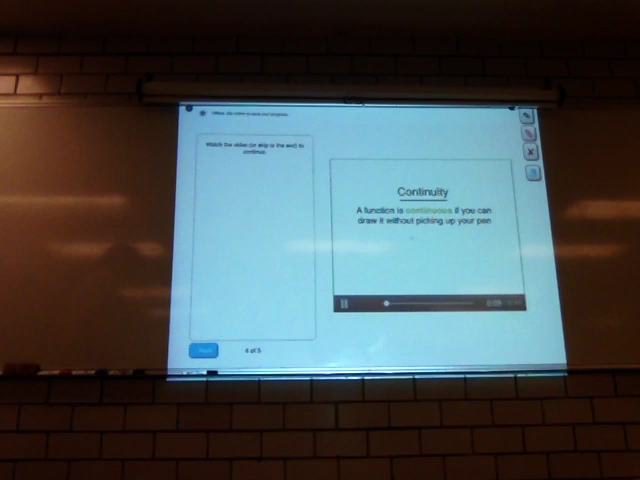 Watch the video (or skip to the end) to
continue.
Continuity
A function is continuous if you can
draw it without picking up your pen
4 of 5